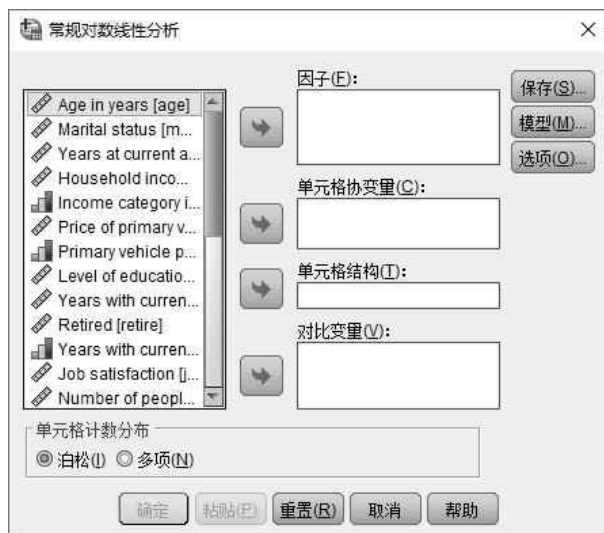 常规对数线性分析
因子(F):
Age in years [age]
Marital status [m...
Years at current a...
Household inco...
Income category i...
Price of primary v...
Primary vehicle p...
Level of educatio...
Years with curren...
Retired [retire]
Years with curren...
Job satisfaction [j...
Number of peopl...
单元格协变量(C):
单元格结构(T):
对比变量(V):
保存(S)...
模型(M)...
选项(O)...
单元格计数分布
泊松(I) 多项(N)
确定 粘贴(P) 重置(R) 取消 帮助